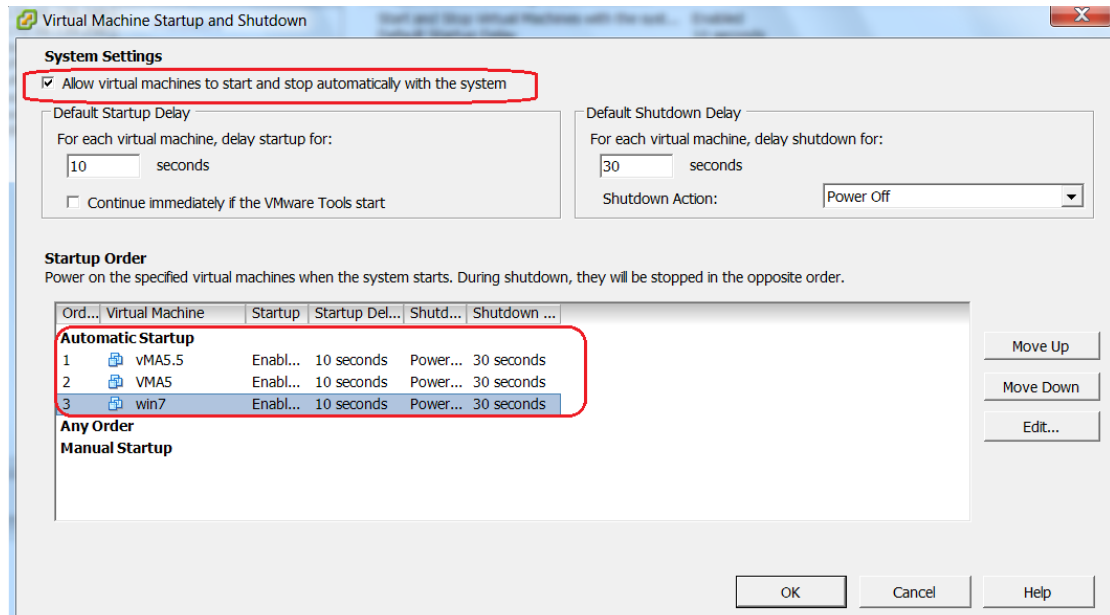 Virtual Machine Startup and Shutdown
System Settings
Allow virtual machines to start and stop automatically with the system
Default Startup Delay
For each virtual machine, delay startup for:
10 seconds
Continue immediately if the VMware Tools start
Default Shutdown Delay
For each virtual machine, delay shutdown for:
30 seconds
Shutdown Action: Power Off
Startup Order
Power on the specified virtual machines when the system starts. During shutdown, they will be stopped in the opposite order.
Ord... Virtual Machine Startup Startup Del... Shutd... Shutdown ...
Automatic Startup
1 vMA5.5 Enabl... 10 seconds Power... 30 seconds
2 VMA5 Enabl... 10 seconds Power... 30 seconds
3 win7 Enabl... 10 seconds Power... 30 seconds
Any Order
Manual Startup
Move Up
Move Down
Edit...
OK Cancel Help